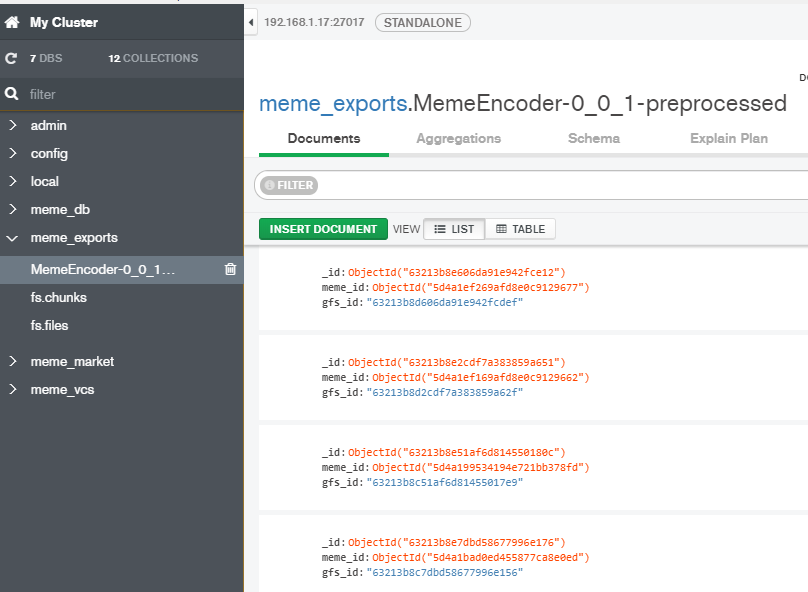 My Cluster
192.168.1.17:27017 STANDALONE
7 DBS 12 COLLECTIONS
filter
admin
config
local
meme_db
meme_exports
MemeEncoder-0_0_1...
fs.chunks
fs.files
meme_market
meme_vcs
meme_exports.MemeEncoder-0_0_1-preprocessed
Documents Aggregations Schema Explain Plan
FILTER
INSERT DOCUMENT VIEW LIST TABLE
_id: ObjectId("63213b8e606da91e942fce12")
meme_id: ObjectId("5d4a1ef269afd8e0c9129677")
gfs_id: "63213b8d606da91e942fcdef"
_id: ObjectId("63213b8e2cdf7a383859a651")
meme_id: ObjectId("5d4a1ef169afd8e0c9129662")
gfs_id: "63213b8d2cdf7a383859a62f"
_id: ObjectId("63213b8e51af6d814550180c")
meme_id: ObjectId("5d4a199534194e721bb378fd")
gfs_id: "63213b8c51af6d81455017e9"
_id: ObjectId("63213b8e7dbd58677996e176")
meme_id: ObjectId("5d4a1bad0ed455877ca8e0ed")
gfs_id: "63213b8c7dbd58677996e156"